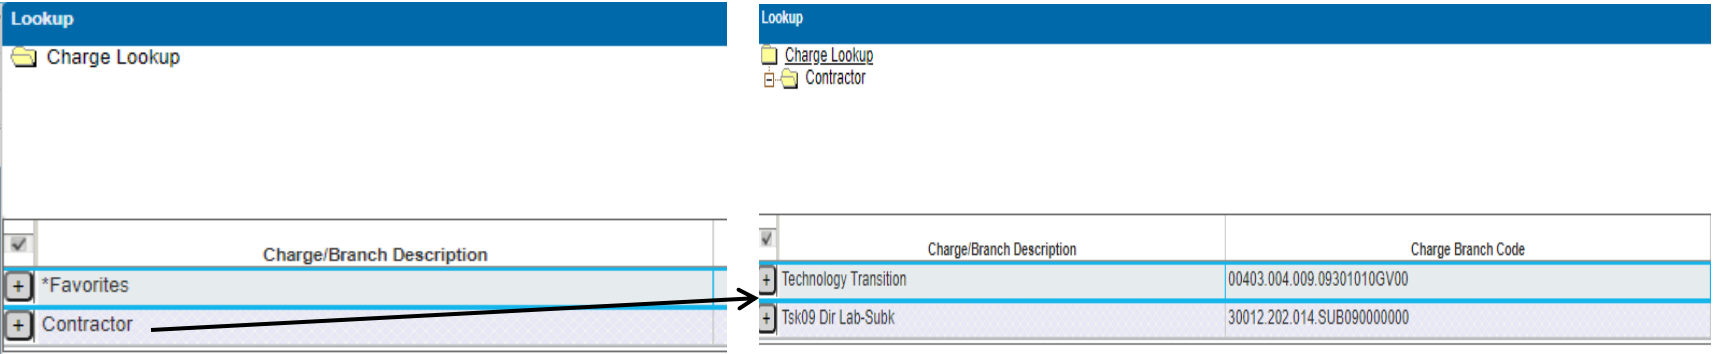 Lookup
Charge Lookup
Charge/Branch Description
*Favorites
Contractor
Lookup
Charge Lookup
Contractor
Charge/Branch Description Charge Branch Code
Technology Transition 00403.004.009.09301010GV00
Tsk09 Dir Lab-Subk 30012.202.014.SUB090000000